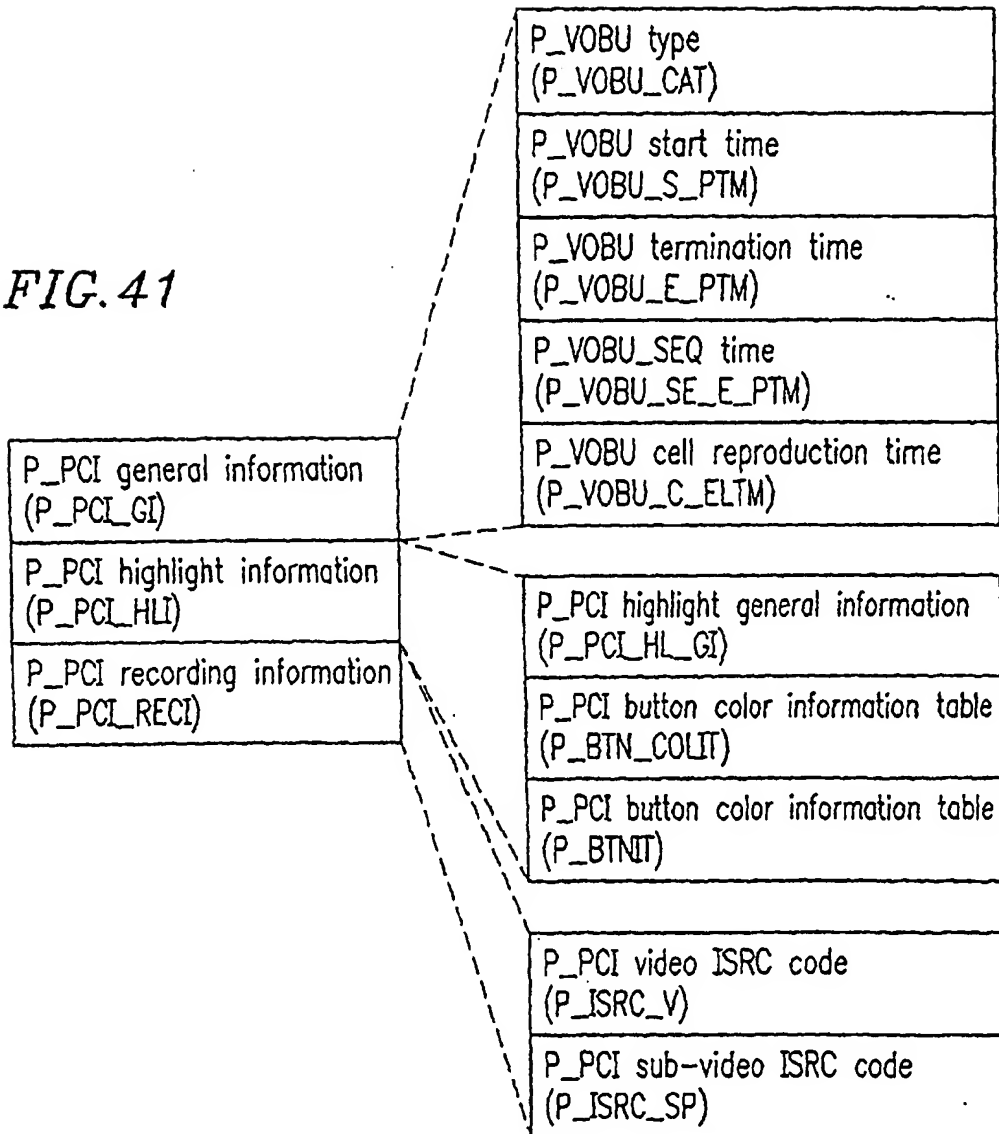 FIG. 41
P_PCI general information
(P_PCI_GI)
P_PCI highlight information
(P_PCI_HLI)
P_PCI recording information
(P_PCI_RECI)
P_VOBU type
(P_VOBU_CAT)
P_VOBU start time
(P_VOBU_S_PTM)
P_VOBU termination time
(P_VOBU_E_PTM)
P_VOBU_SEQ time
(P_VOBU_SE_E_PTM)
P_VOBU cell reproduction time
(P_VOBU_C_ELTM)
P_PCI highlight general information
(P_PCI_HL_GI)
P_PCI button color information table
(P_BTN_COLIT)
P_PCI button color information table
(P_BTNIT)
P_PCI video ISRC code
(P_ISRC_V)
P_PCI sub-video ISRC code
(P_ISRC_SP)